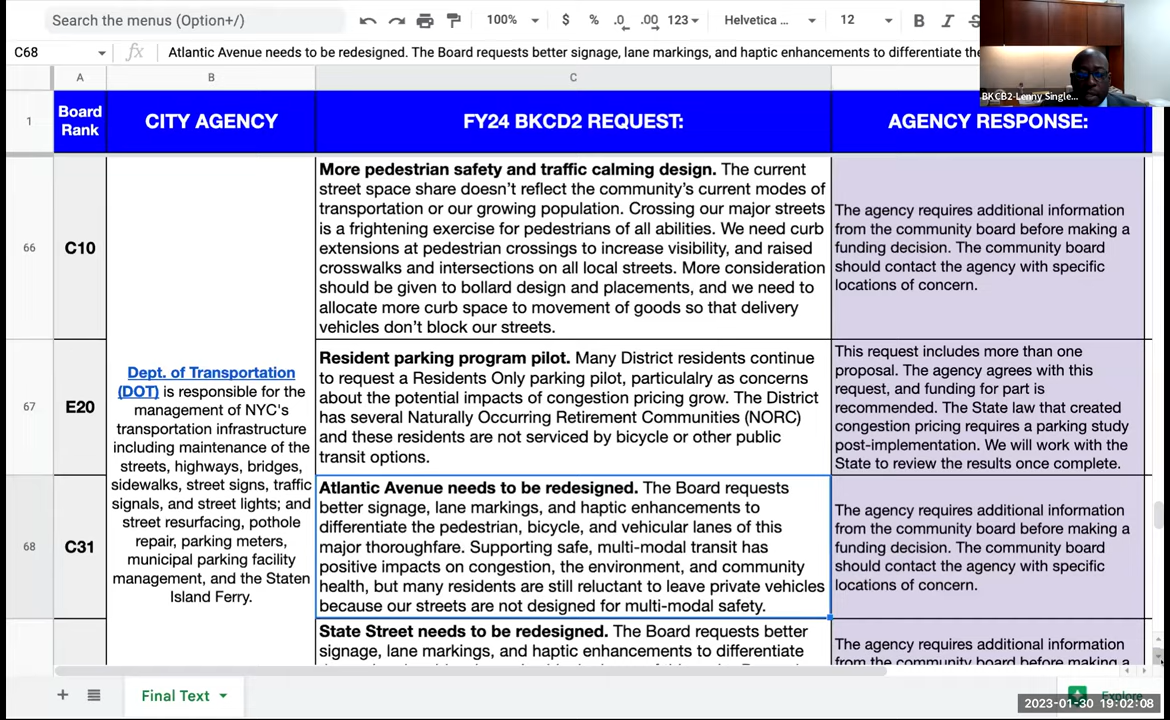 Search the menus (Option+/)
100%
$ % .0 .00 123
Helvetica ...
12
B I S
C68
fx
Atlantic Avenue needs to be redesigned. The Board requests better signage, lane markings, and haptic enhancements to differentiate the
BKCB2-Lenny Single...
A B C
1
Board
Rank
CITY AGENCY
FY24 BKCD2 REQUEST:
AGENCY RESPONSE:
66
C10
More pedestrian safety and traffic calming design. The current
street space share doesn't reflect the community's current modes of
transportation or our growing population. Crossing our major streets
is a frightening exercise for pedestrians of all abilities. We need curb
extensions at pedestrian crossings to increase visibility, and raised
crosswalks and intersections on all local streets. More consideration
should be given to bollard design and placements, and we need to
allocate more curb space to movement of goods so that delivery
vehicles don't block our streets.
The agency requires additional information
from the community board before making a
funding decision. The community board
should contact the agency with specific
locations of concern.
Dept. of Transportation
(DOT) is responsible for the
management of NYC's
transportation infrastructure
including maintenance of the
streets, highways, bridges,
sidewalks, street signs, traffic
signals, and street lights; and
street resurfacing, pothole
repair, parking meters,
municipal parking facility
management, and the Staten
Island Ferry.
67
E20
Resident parking program pilot. Many District residents continue
to request a Residents Only parking pilot, particulalry as concerns
about the potential impacts of congestion pricing grow. The District
has several Naturally Occurring Retirement Communities (NORC)
and these residents are not serviced by bicycle or other public
transit options.
This request includes more than one
proposal. The agency agrees with this
request, and funding for part is
recommended. The State law that created
congestion pricing requires a parking study
post-implementation. We will work with the
State to review the results once complete.
68
C31
Atlantic Avenue needs to be redesigned. The Board requests
better signage, lane markings, and haptic enhancements to
differentiate the pedestrian, bicycle, and vehicular lanes of this
major thoroughfare. Supporting safe, multi-modal transit has
positive impacts on congestion, the environment, and community
health, but many residents are still reluctant to leave private vehicles
because our streets are not designed for multi-modal safety.
The agency requires additional information
from the community board before making a
funding decision. The community board
should contact the agency with specific
locations of concern.
State Street needs to be redesigned. The Board requests better
signage, lane markings, and haptic enhancements to differentiate
The agency requires additional information
from the community board before making a
Final Text
Explore
2023-01-30 19:02:08